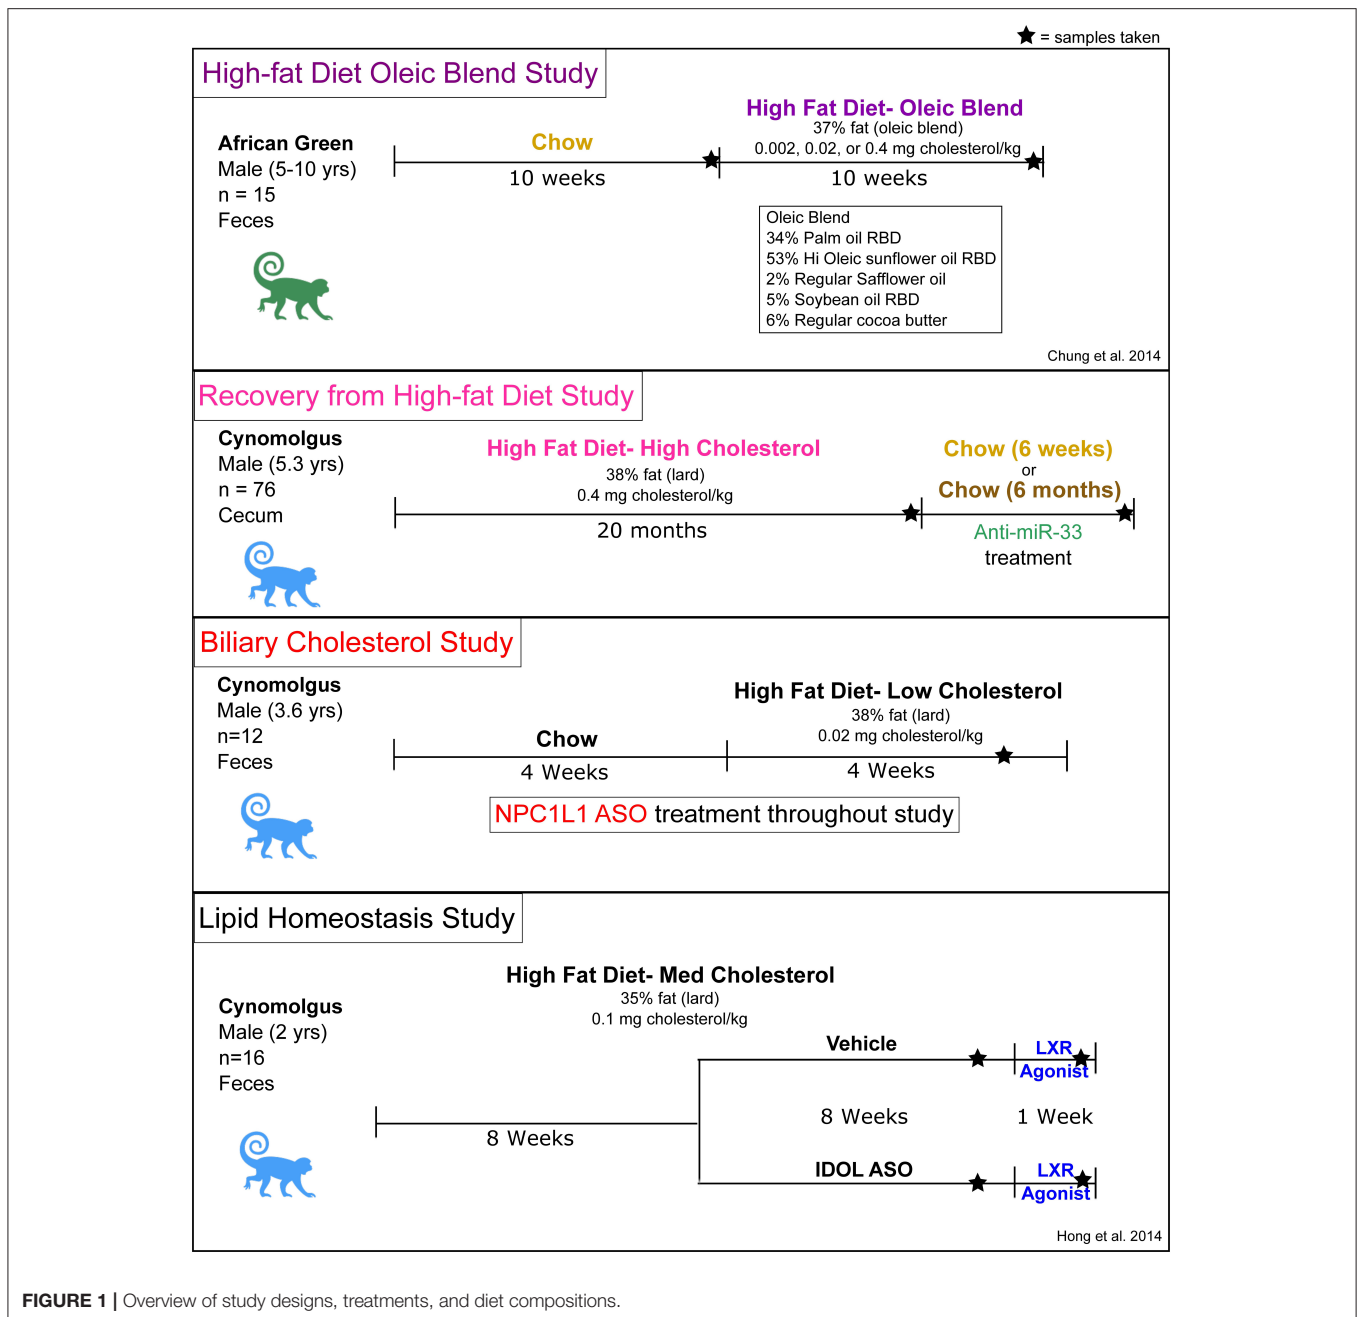 ★ = samples taken
High-fat Diet Oleic Blend Study
African Green
Male (5-10 yrs)
n = 15
Feces
Chow
10 weeks
High Fat Diet- Oleic Blend
37% fat (oleic blend)
0.002, 0.02, or 0.4 mg cholesterol/kg
10 weeks
Oleic Blend
34% Palm oil RBD
53% Hi Oleic sunflower oil RBD
2% Regular Safflower oil
5% Soybean oil RBD
6% Regular cocoa butter
Chung et al. 2014
Recovery from High-fat Diet Study
Cynomolgus
Male (5.3 yrs)
n = 76
Cecum
High Fat Diet- High Cholesterol
38% fat (lard)
0.4 mg cholesterol/kg
20 months
Chow (6 weeks)
or
Chow (6 months)
Anti-miR-33
treatment
Biliary Cholesterol Study
Cynomolgus
Male (3.6 yrs)
n=12
Feces
Chow
4 Weeks
High Fat Diet- Low Cholesterol
38% fat (lard)
0.02 mg cholesterol/kg
4 Weeks
NPC1L1 ASO treatment throughout study
Lipid Homeostasis Study
Cynomolgus
Male (2 yrs)
n=16
Feces
High Fat Diet- Med Cholesterol
35% fat (lard)
0.1 mg cholesterol/kg
8 Weeks
Vehicle
LXR
Agonist
8 Weeks
1 Week
IDOL ASO
LXR
Agonist
Hong et al. 2014
FIGURE 1 | Overview of study designs, treatments, and diet compositions.